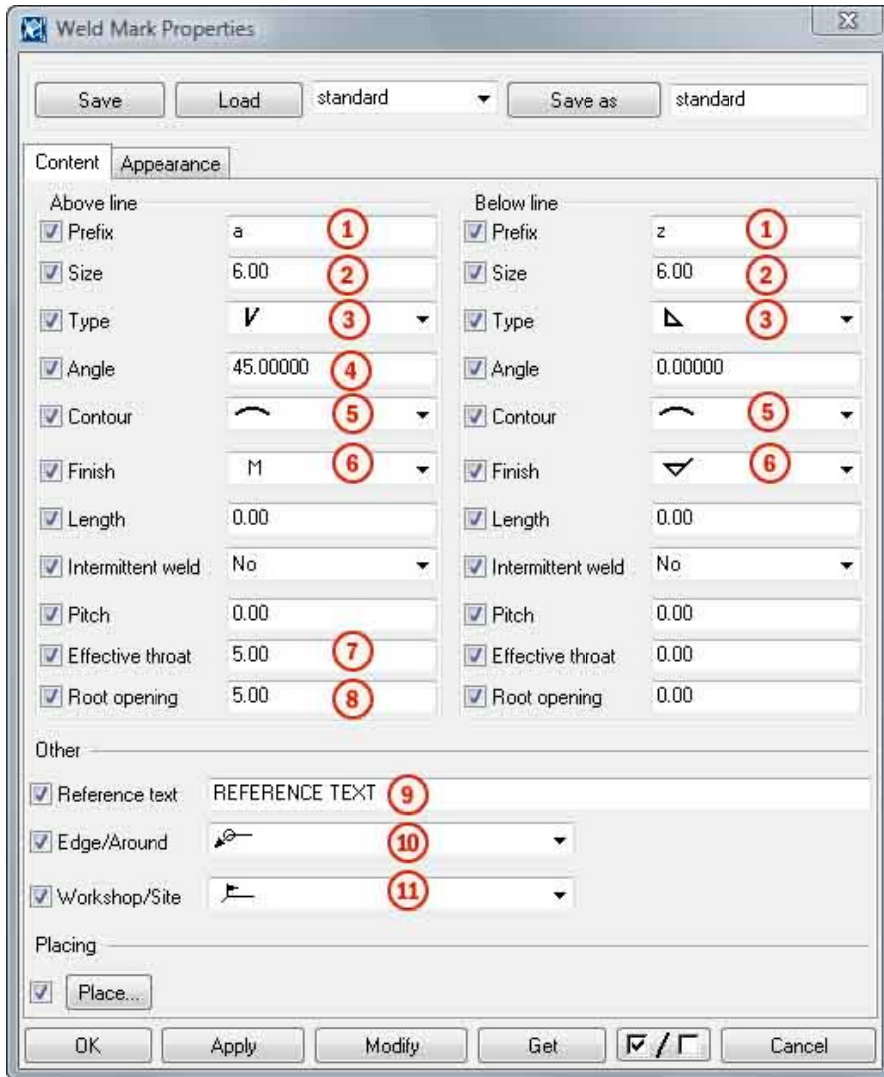 Weld Mark Properties
Save Load standard Save as standard
Content Appearance
Above line
Prefix a 1
Size 6.00 2
Type 3
Angle 45.00000 4
Contour 5
Finish M 6
Length 0.00
Intermittent weld No
Pitch 0.00
Effective throat 5.00 7
Root opening 5.00 8
Below line
Prefix z 1
Size 6.00 2
Type 3
Angle 0.00000
Contour 5
Finish 6
Length 0.00
Intermittent weld No
Pitch 0.00
Effective throat 0.00
Root opening 0.00
Other
Reference text REFERENCE TEXT 9
Edge/Around 10
Workshop/Site 11
Placing
Place...
OK Apply Modify Get / Cancel